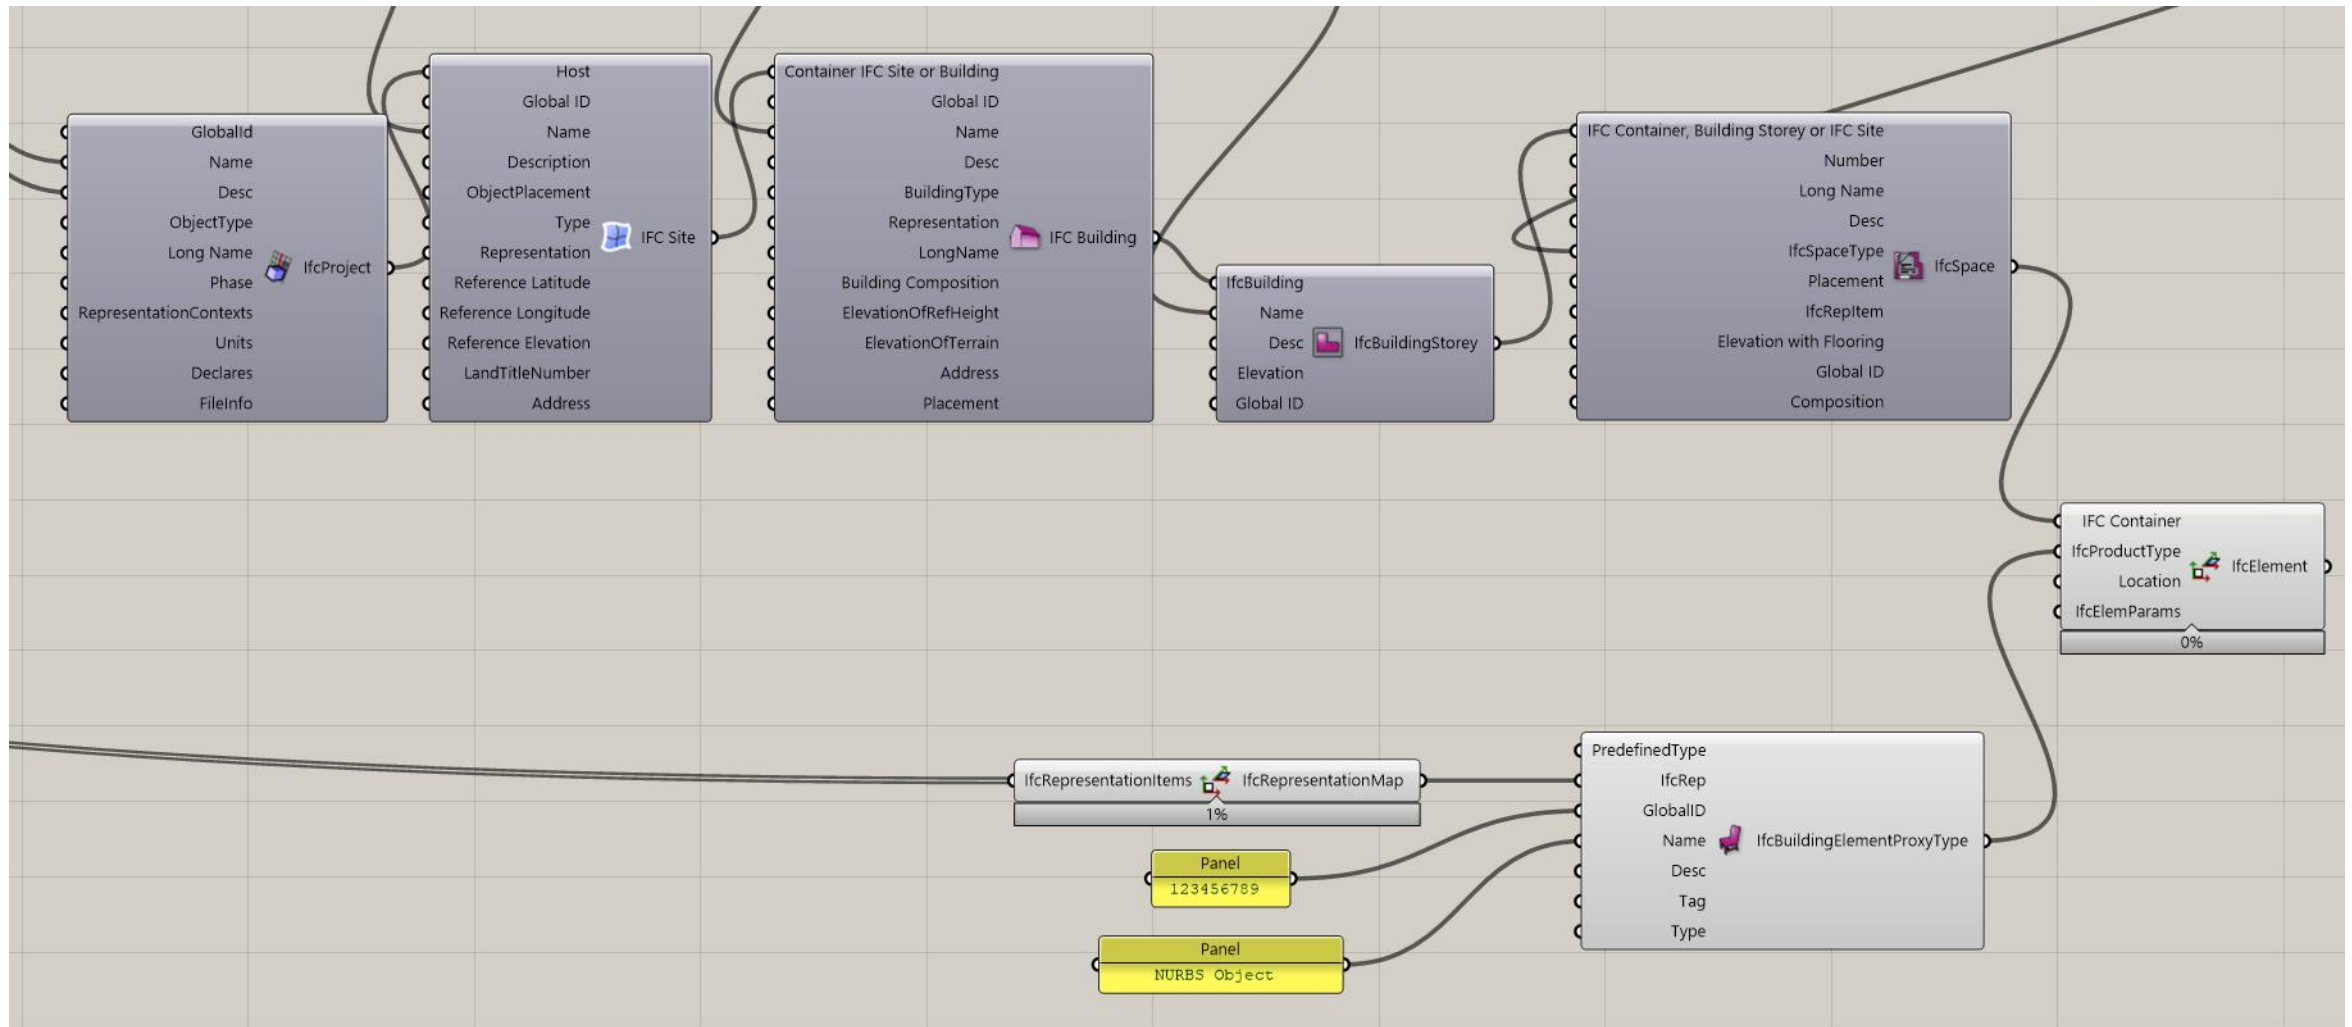 GlobalId
Name
Desc
ObjectType
Long Name
Phase
RepresentationContexts
Units
Declares
FileInfo
IfcProject
Host
Global ID
Name
Description
ObjectPlacement
Type
Representation
Reference Latitude
Reference Longitude
Reference Elevation
LandTitleNumber
Address
IFC Site
Container IFC Site or Building
Global ID
Name
Desc
BuildingType
Representation
LongName
Building Composition
ElevationOfRefHeight
ElevationOfTerrain
Address
Placement
IFC Building
IfcBuilding
Name
Desc
Elevation
Global ID
IfcBuildingStorey
IFC Container, Building Storey or IFC Site
Number
Long Name
Desc
IfcSpaceType
Placement
IfcRepItem
Elevation with Flooring
Global ID
Composition
IfcSpace
IFC Container
IfcProductType
Location
IfcElemParams
IfcElement
0%
IfcRepresentationItems
IfcRepresentationMap
1%
Panel
123456789
Panel
NURBS Object
PredefinedType
IfcRep
GlobalID
Name
Desc
Tag
Type
IfcBuildingElementProxyType